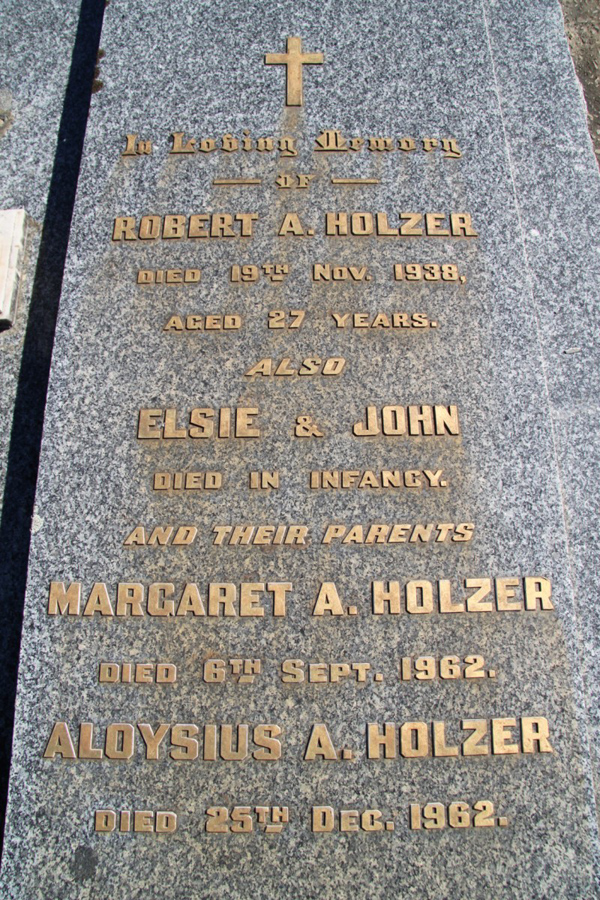 In Loving Memory
OF
ROBERT A. HOLZER
DIED 19TH NOV. 1938,
AGED 27 YEARS.
ALSO
ELSIE & JOHN
DIED IN INFANCY.
AND THEIR PARENTS
MARGARET A. HOLZER
DIED 6TH SEPT. 1962.
ALOYSIUS A. HOLZER
DIED 25TH DEC. 1962.